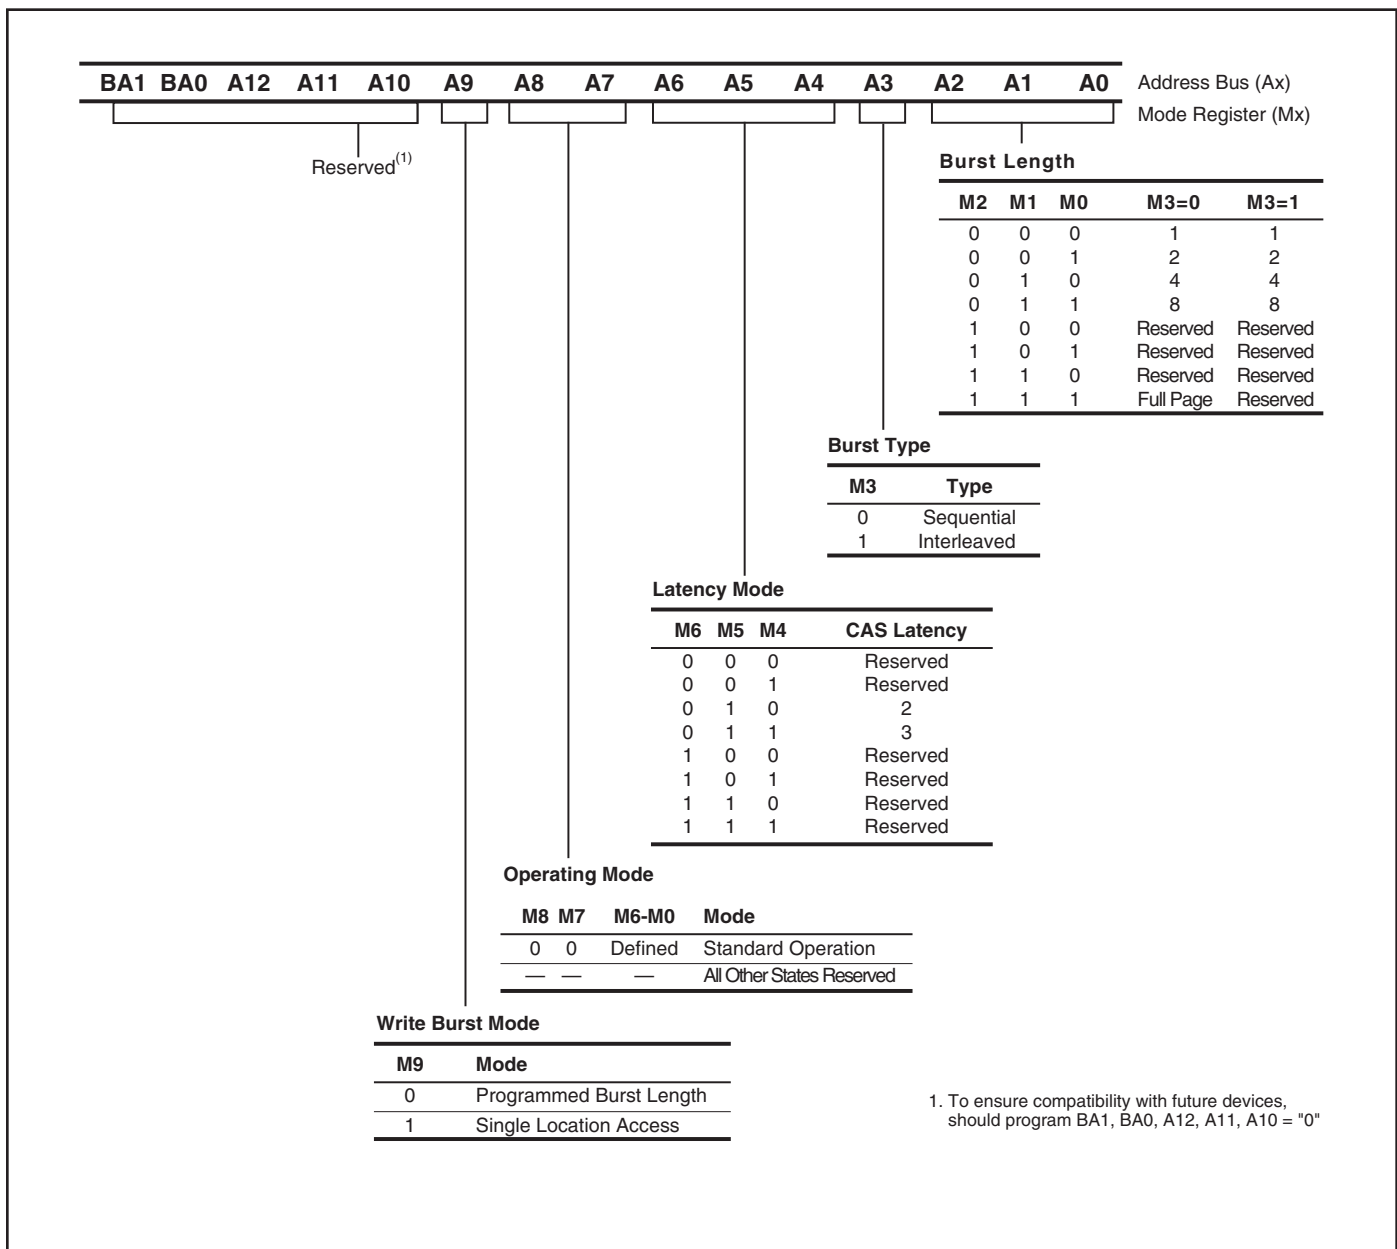 BA1 BA0 A12 A11 A10 A9 A8 A7 A6 A5 A4 A3 A2 A1 A0 Address Bus (Ax)
Mode Register (Mx)
Reserved(1)
Burst Length
M2 M1 M0 M3=0 M3=1
0 0 0 1 1
0 0 1 2 2
0 1 0 4 4
0 1 1 8 8
1 0 0 Reserved Reserved
1 0 1 Reserved Reserved
1 1 0 Reserved Reserved
1 1 1 Full Page Reserved
Burst Type
M3 Type
0 Sequential
1 Interleaved
Latency Mode
M6 M5 M4 CAS Latency
0 0 0 Reserved
0 0 1 Reserved
0 1 0 2
0 1 1 3
1 0 0 Reserved
1 0 1 Reserved
1 1 0 Reserved
1 1 1 Reserved
Operating Mode
M8 M7 M6-M0 Mode
0 0 Defined Standard Operation
— — — All Other States Reserved
Write Burst Mode
M9 Mode
0 Programmed Burst Length
1 Single Location Access
1. To ensure compatibility with future devices,
should program BA1, BA0, A12, A11, A10 = "0"